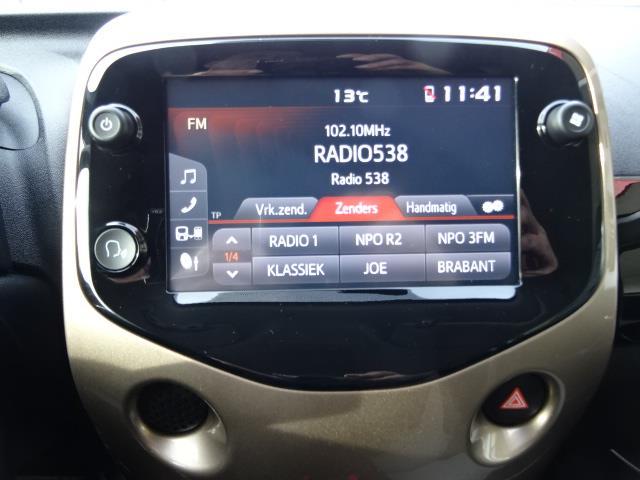 13°C 11:41
FM
102.10MHz
RADIO538
Radio 538
TP Vrk.zend. Zenders Handmatig
RADIO 1 NPO R2 NPO 3FM
1/4
KLASSIEK JOE BRABANT